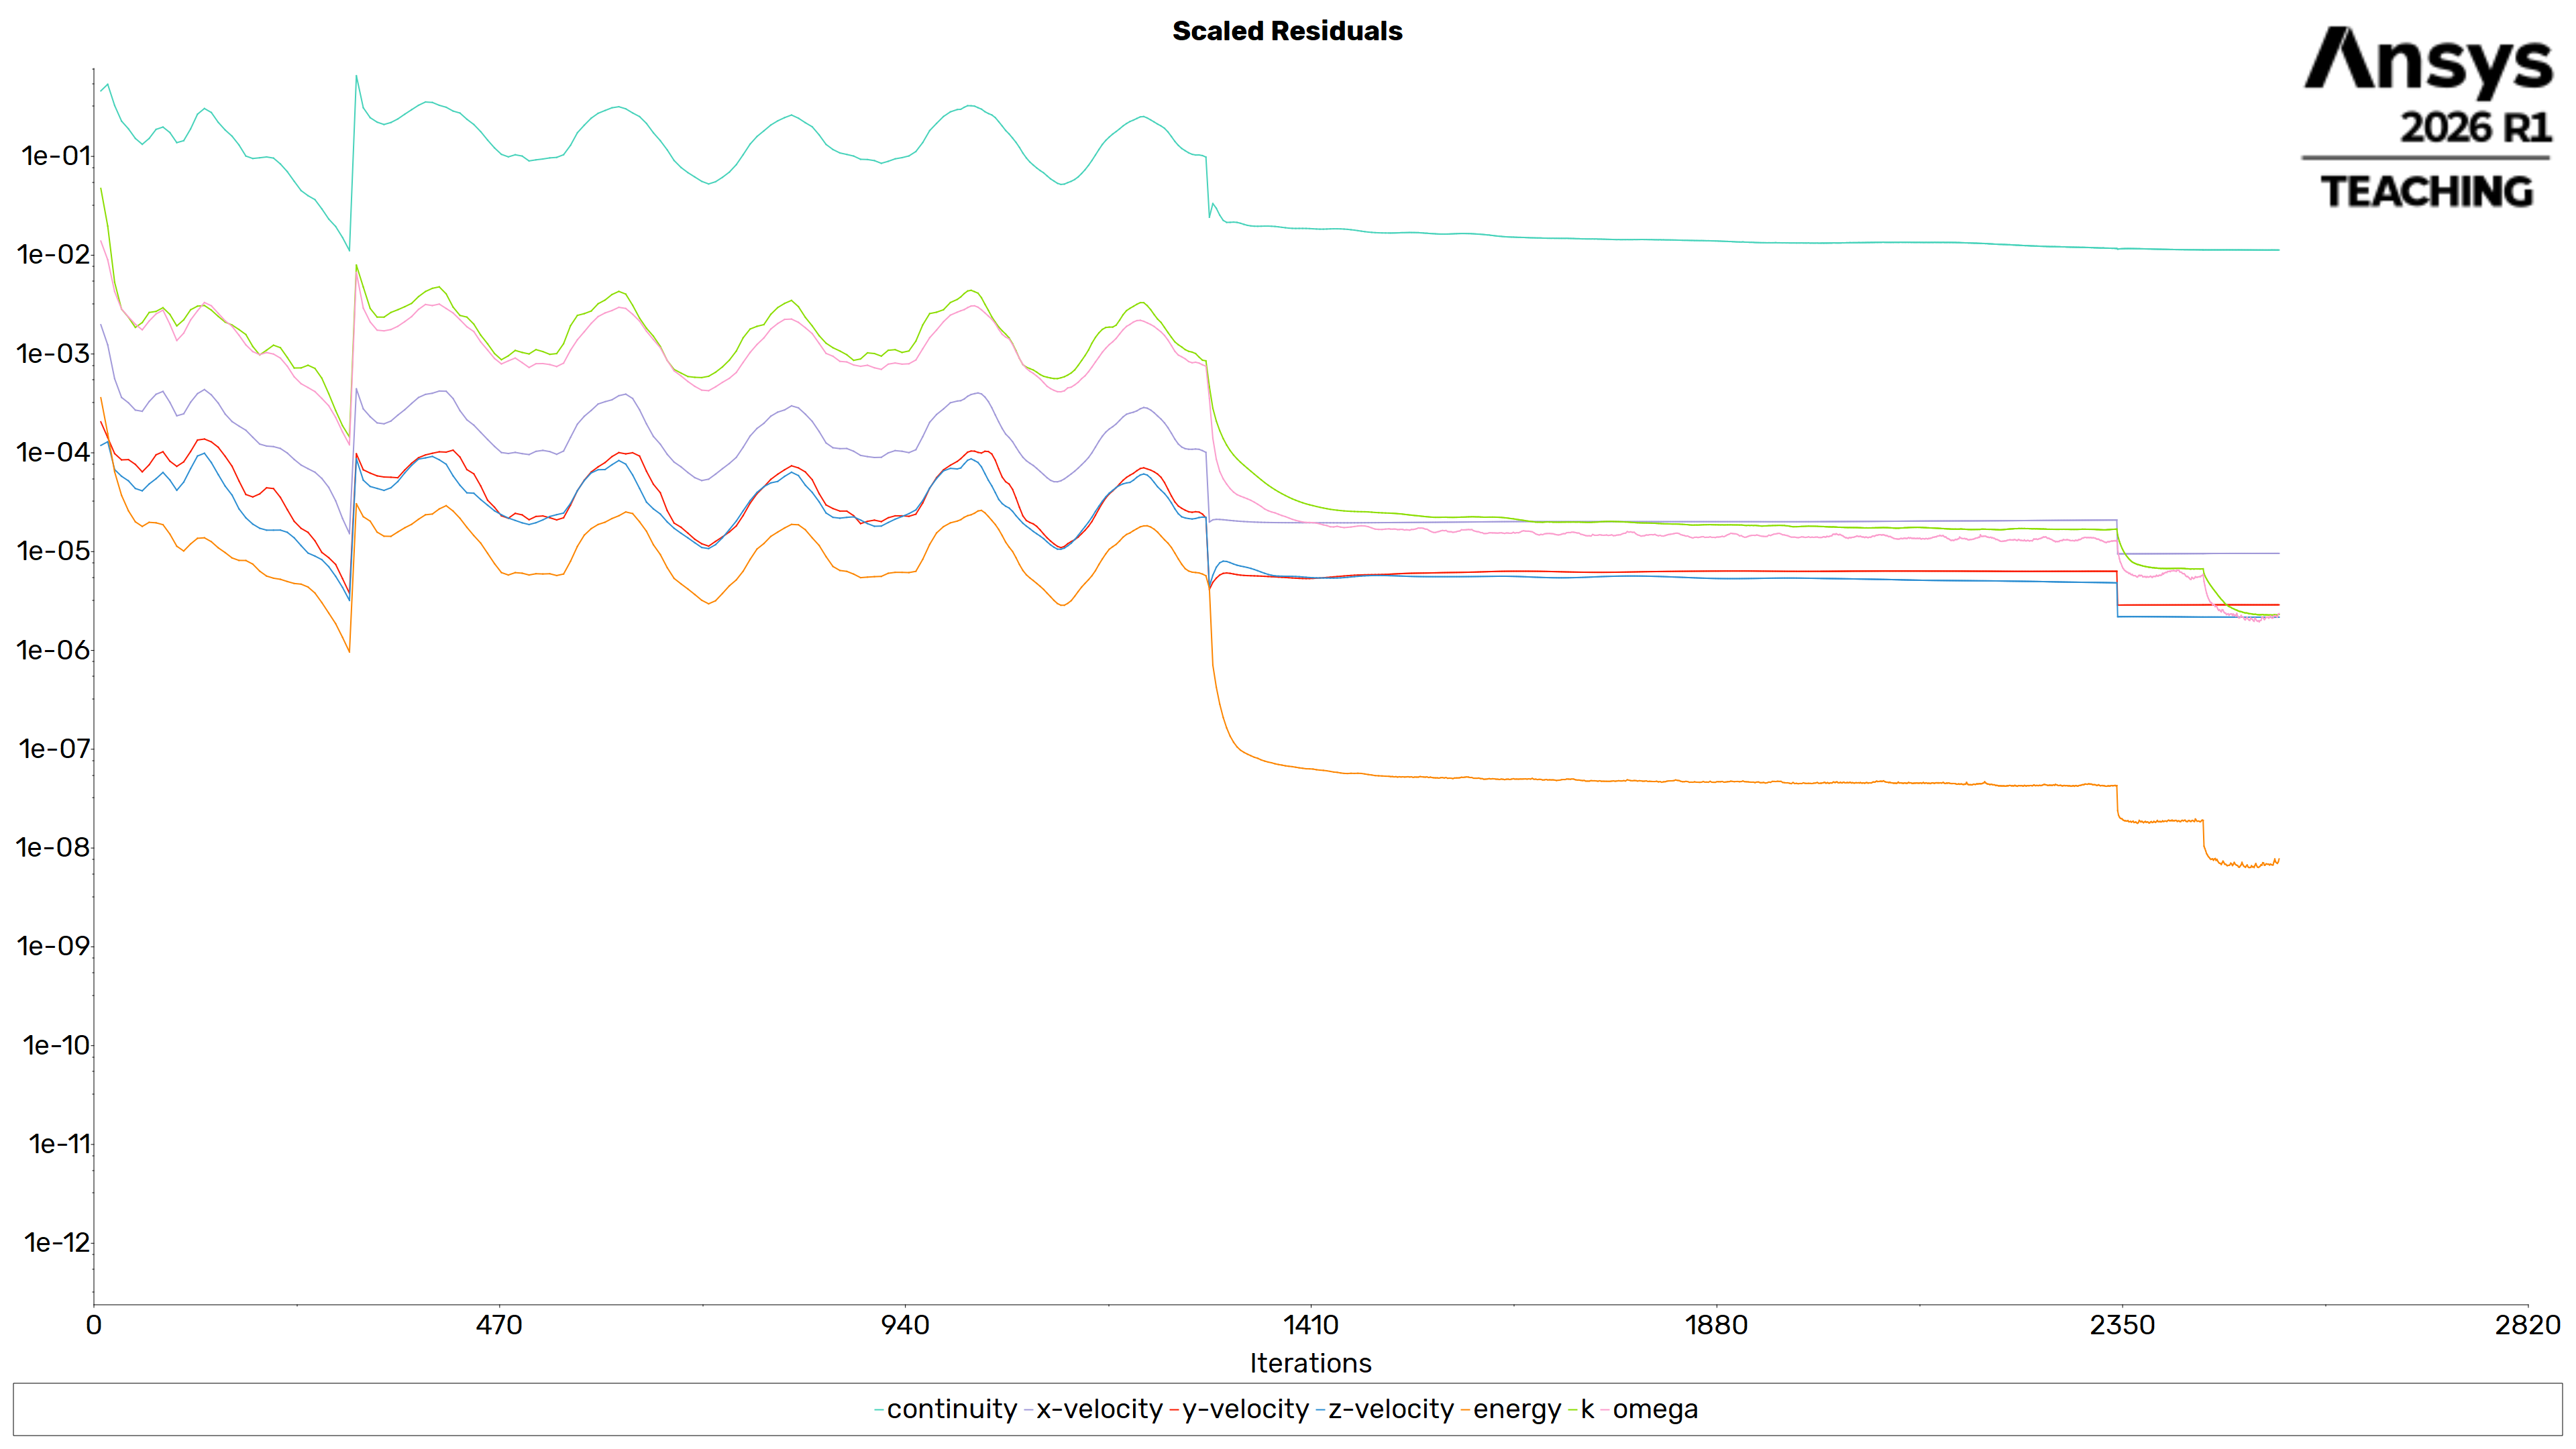 Scaled Residuals
Ansys
2026 R1
TEACHING
1e-01
1e-02
1e-03
1e-04
1e-05
1e-06
1e-07
1e-08
1e-09
1e-10
1e-11
1e-12
0 470 940 1410 1880 2350 2820
Iterations
continuity x-velocity y-velocity z-velocity energy k omega